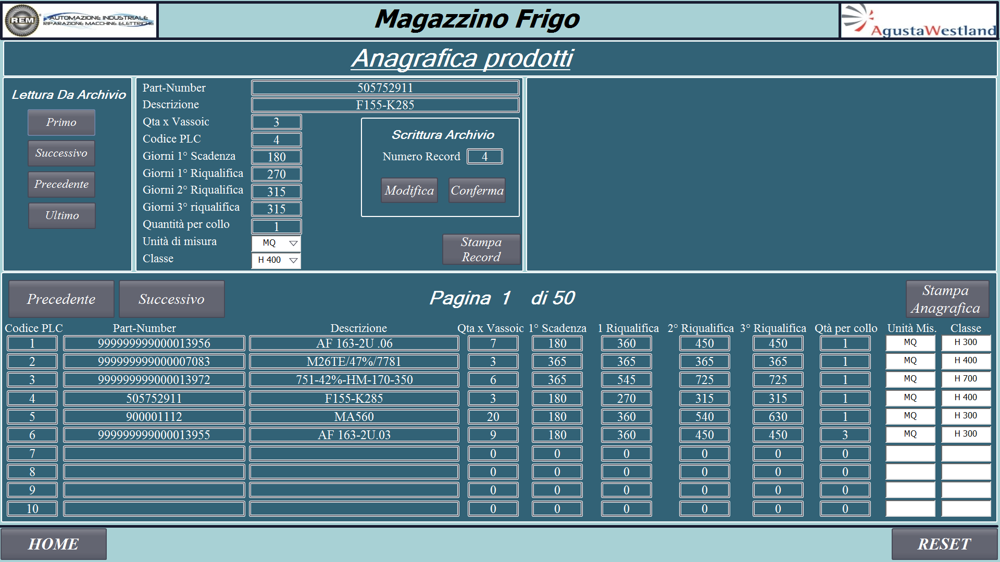 REM
AUTOMAZIONE INDUSTRIALE
RIPARAZIONE MACCHINE ELETTRICHE
Magazzino Frigo
AgustaWestland
Anagrafica prodotti
Lettura Da Archivio
Primo
Successivo
Precedente
Ultimo
Part-Number 505752911
Descrizione F155-K285
Qta x Vassoio 3
Codice PLC 4
Giorni 1° Scadenza 180
Giorni 1° Riqualifica 270
Giorni 2° Riqualifica 315
Giorni 3° riqualifica 315
Quantità per collo 1
Unità di misura MQ
Classe H 400
Scrittura Archivio
Numero Record 4
Modifica Conferma
Stampa
Record
Precedente Successivo
Pagina 1 di 50
Stampa
Anagrafica
Codice PLC Part-Number Descrizione Qta x Vassoio 1° Scadenza 1 Riqualifica 2° Riqualifica 3° Riqualifica Qtà per collo Unità Mis. Classe
1 999999999000013956 AF 163-2U .06 7 180 360 450 450 1 MQ H 300
2 999999999000007083 M26TE/47%/7781 3 365 365 365 365 1 MQ H 400
3 999999999000013972 751-42%-HM-170-350 6 365 545 725 725 1 MQ H 700
4 505752911 F155-K285 3 180 270 315 315 1 MQ H 400
5 900001112 MA560 20 180 360 540 630 1 MQ H 300
6 999999999000013955 AF 163-2U.03 9 180 360 450 450 3 MQ H 300
7 0 0 0 0 0 0
8 0 0 0 0 0 0
9 0 0 0 0 0 0
10 0 0 0 0 0 0
HOME RESET